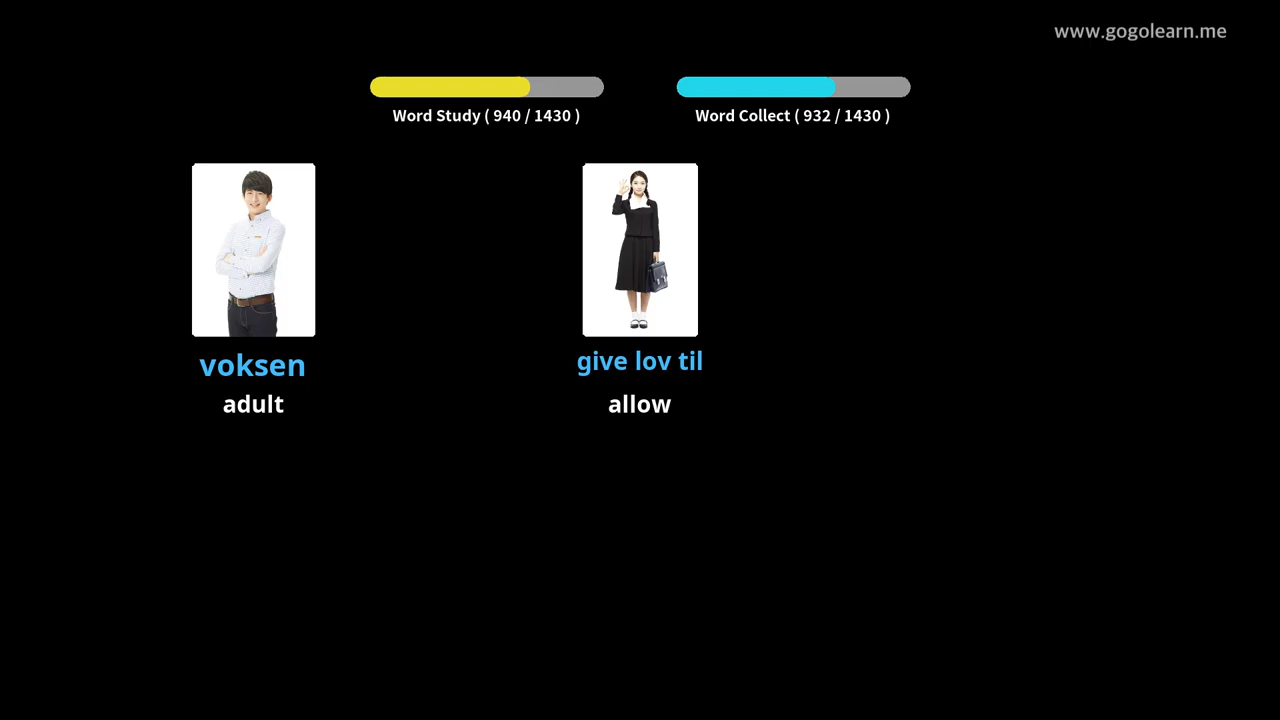 www.gogolearn.me
Word Study ( 940 / 1430 )
Word Collect ( 932 / 1430 )
voksen
adult
give lov til
allow